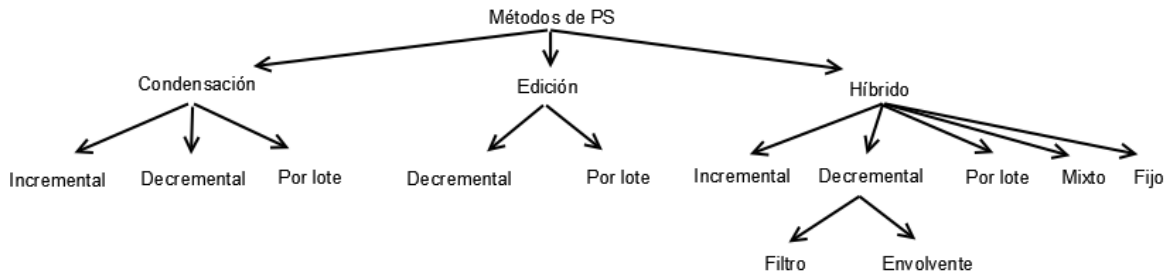 Métodos de PS
Condensación
Edición
Híbrido
Incremental
Decremental
Por lote
Decremental
Por lote
Incremental
Decremental
Por lote
Mixto
Fijo
Filtro
Envolvente